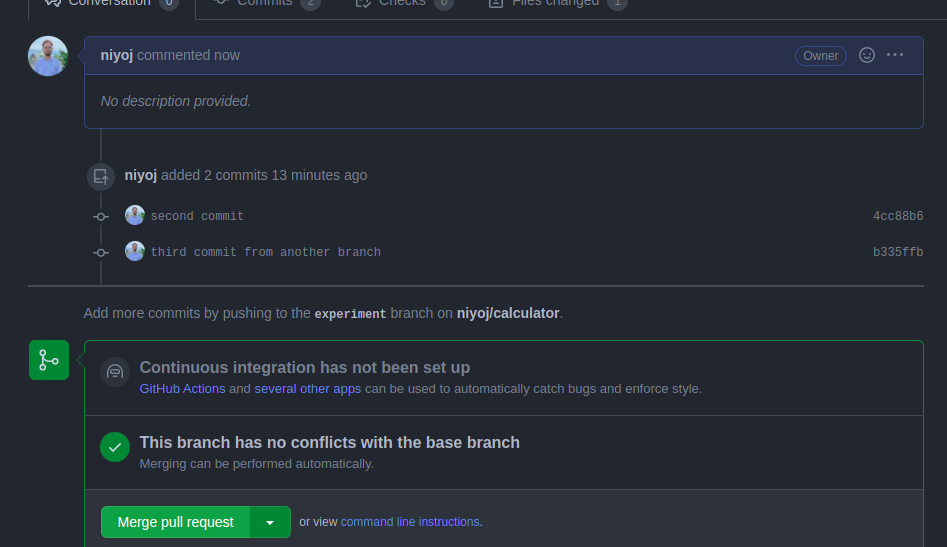 Conversation 0 Commits 2 Checks 0 Files changed 1
niyoj commented now Owner
No description provided.
niyoj added 2 commits 13 minutes ago
second commit 4cc88b6
third commit from another branch b335ffb
Add more commits by pushing to the experiment branch on niyoj/calculator.
Continuous integration has not been set up
GitHub Actions and several other apps can be used to automatically catch bugs and enforce style.
This branch has no conflicts with the base branch
Merging can be performed automatically.
Merge pull request or view command line instructions.